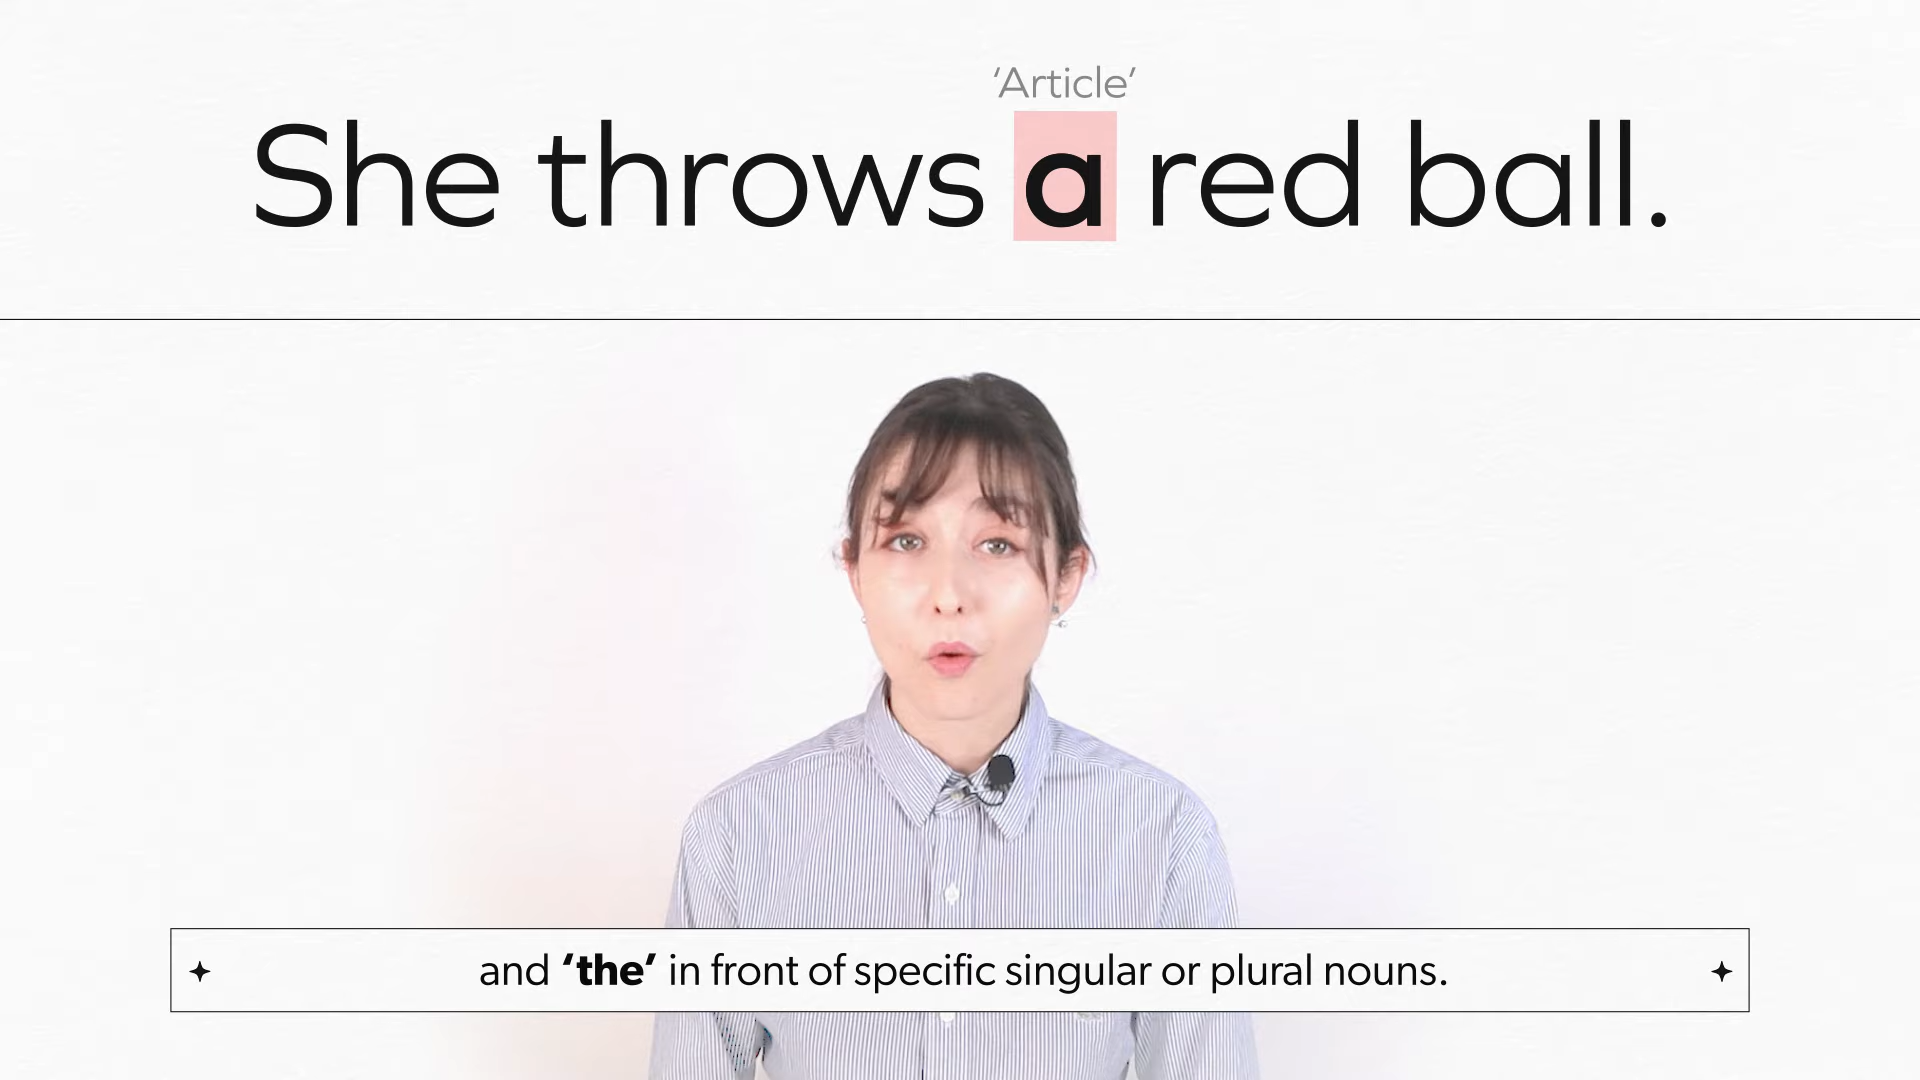 ‘Article’
She throws a red ball.
and ‘the’ in front of specific singular or plural nouns.